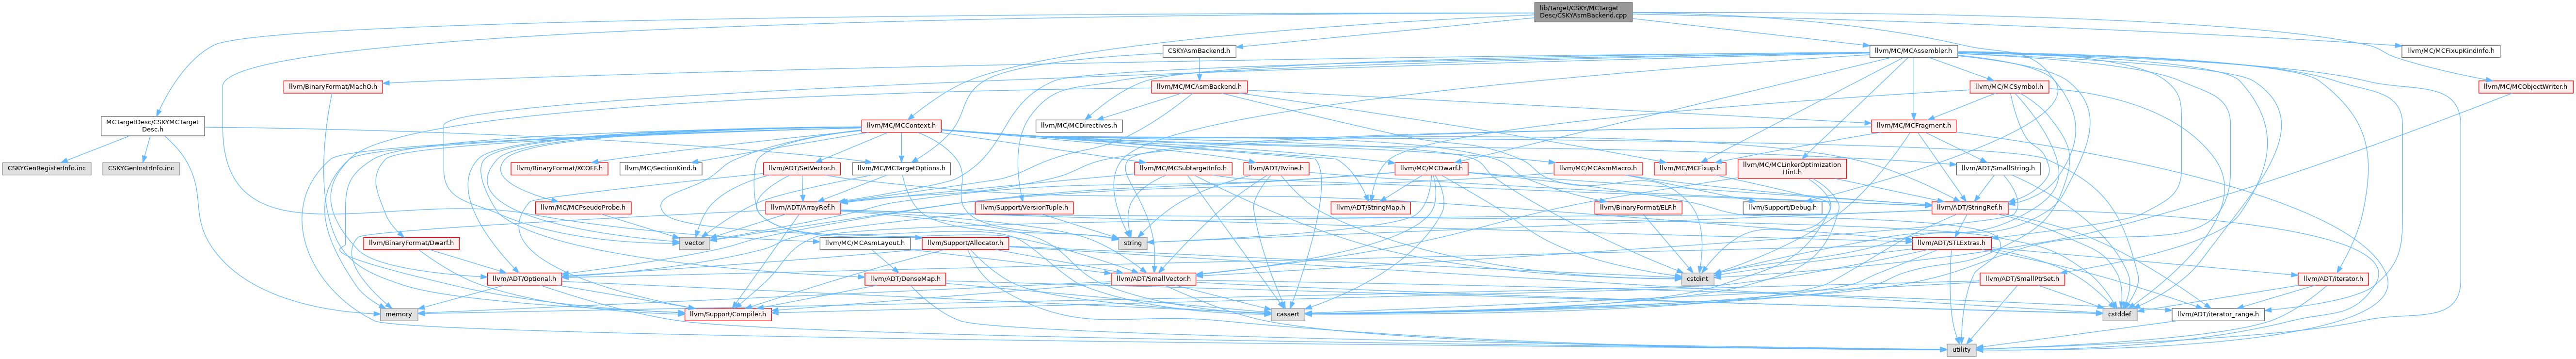 lib/Target/CSKY/MCTarget
Desc/CSKYAsmBackend.cpp
CSKYAsmBackend.h
llvm/MC/MCAssembler.h
llvm/MC/MCFixupKindInfo.h
llvm/BinaryFormat/MachO.h
llvm/MC/MCAsmBackend.h
llvm/MC/MCSymbol.h
llvm/MC/MCObjectWriter.h
MCTargetDesc/CSKYMCTarget
Desc.h
llvm/MC/MCContext.h
llvm/MC/MCDirectives.h
llvm/MC/MCFragment.h
CSKYGenRegisterInfo.inc
CSKYGenInstrInfo.inc
llvm/BinaryFormat/XCOFF.h
llvm/MC/SectionKind.h
llvm/ADT/SetVector.h
llvm/MC/MCTargetOptions.h
llvm/MC/MCSubtargetInfo.h
llvm/ADT/Twine.h
llvm/MC/MCDwarf.h
llvm/MC/MCAsmMacro.h
llvm/MC/MCFixup.h
llvm/MC/MCLinkerOptimization
Hint.h
llvm/ADT/SmallString.h
llvm/MC/MCPseudoProbe.h
llvm/ADT/ArrayRef.h
llvm/Support/VersionTuple.h
llvm/ADT/StringMap.h
llvm/Support/Debug.h
llvm/BinaryFormat/ELF.h
llvm/ADT/StringRef.h
llvm/BinaryFormat/Dwarf.h
vector
llvm/MC/MCAsmLayout.h
llvm/Support/Allocator.h
string
llvm/ADT/STLExtras.h
llvm/ADT/Optional.h
llvm/ADT/DenseMap.h
llvm/ADT/SmallVector.h
cstdint
llvm/ADT/SmallPtrSet.h
llvm/ADT/iterator.h
memory
llvm/Support/Compiler.h
cassert
cstddef
llvm/ADT/iterator_range.h
utility